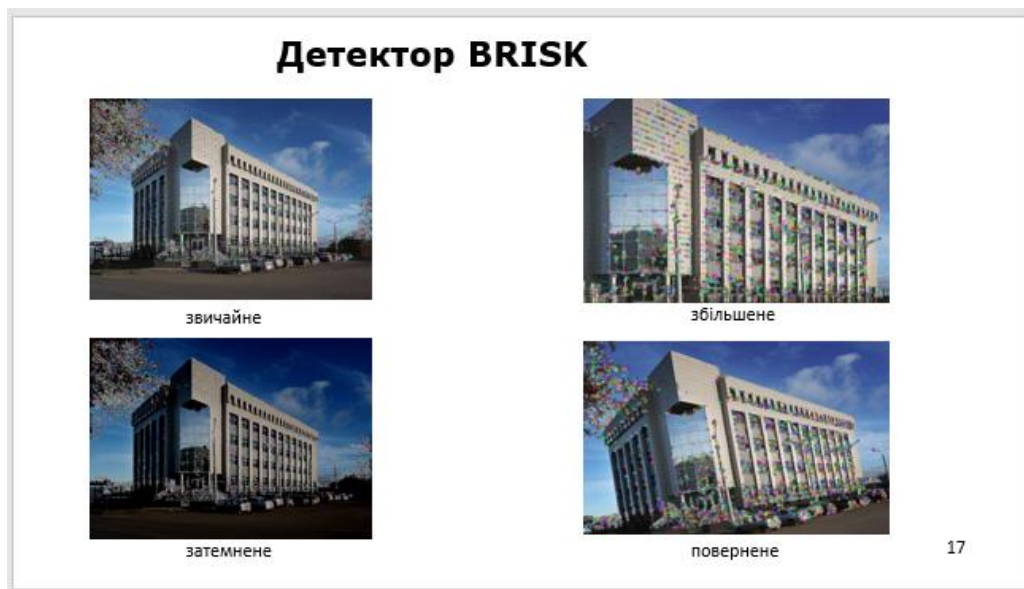 Детектор BRISK
звичайне
збільшене
затемнене
повернене
17